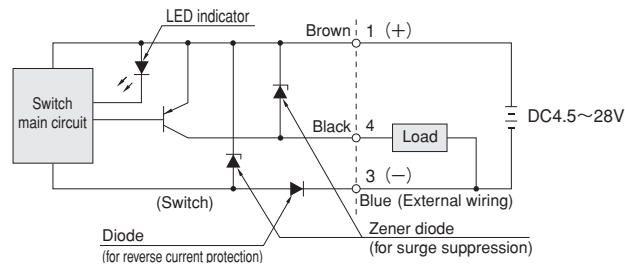 LED indicator
Brown 1 (+)
Switch
main circuit
DC4.5～28V
Black 4
Load
3 (−)
(Switch)
Blue (External wiring)
Diode
(for reverse current protection)
Zener diode
(for surge suppression)